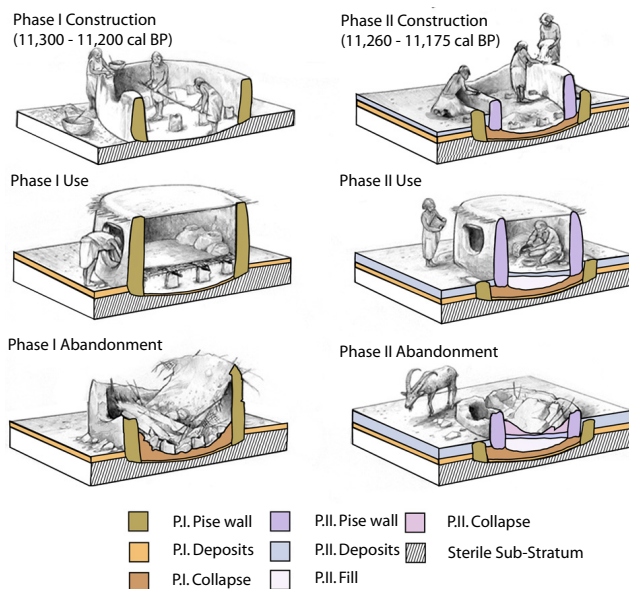 Phase I Construction
(11,300 - 11,200 cal BP)
Phase II Construction
(11,260 - 11,175 cal BP)
Phase I Use
Phase II Use
Phase I Abandonment
Phase II Abandonment
P.I. Pise wall
P.II. Pise wall
P.II. Collapse
P.I. Deposits
P.II. Deposits
Sterile Sub-Stratum
P.I. Collapse
P.II. Fill